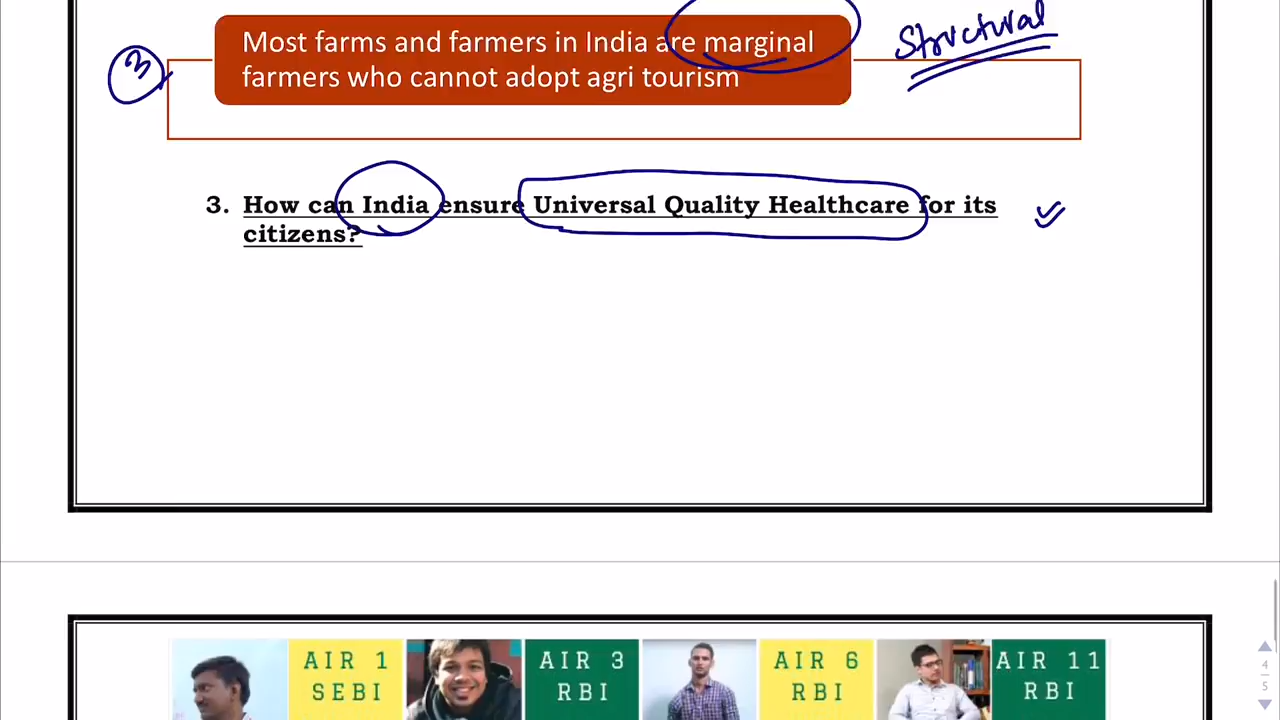 Most farms and farmers in India are marginal
farmers who cannot adopt agri tourism
Structural
3
3. How can India ensure Universal Quality Healthcare for its
citizens?
AIR 1
SEBI
AIR 3
RBI
AIR 6
RBI
AIR 11
RBI
4
5